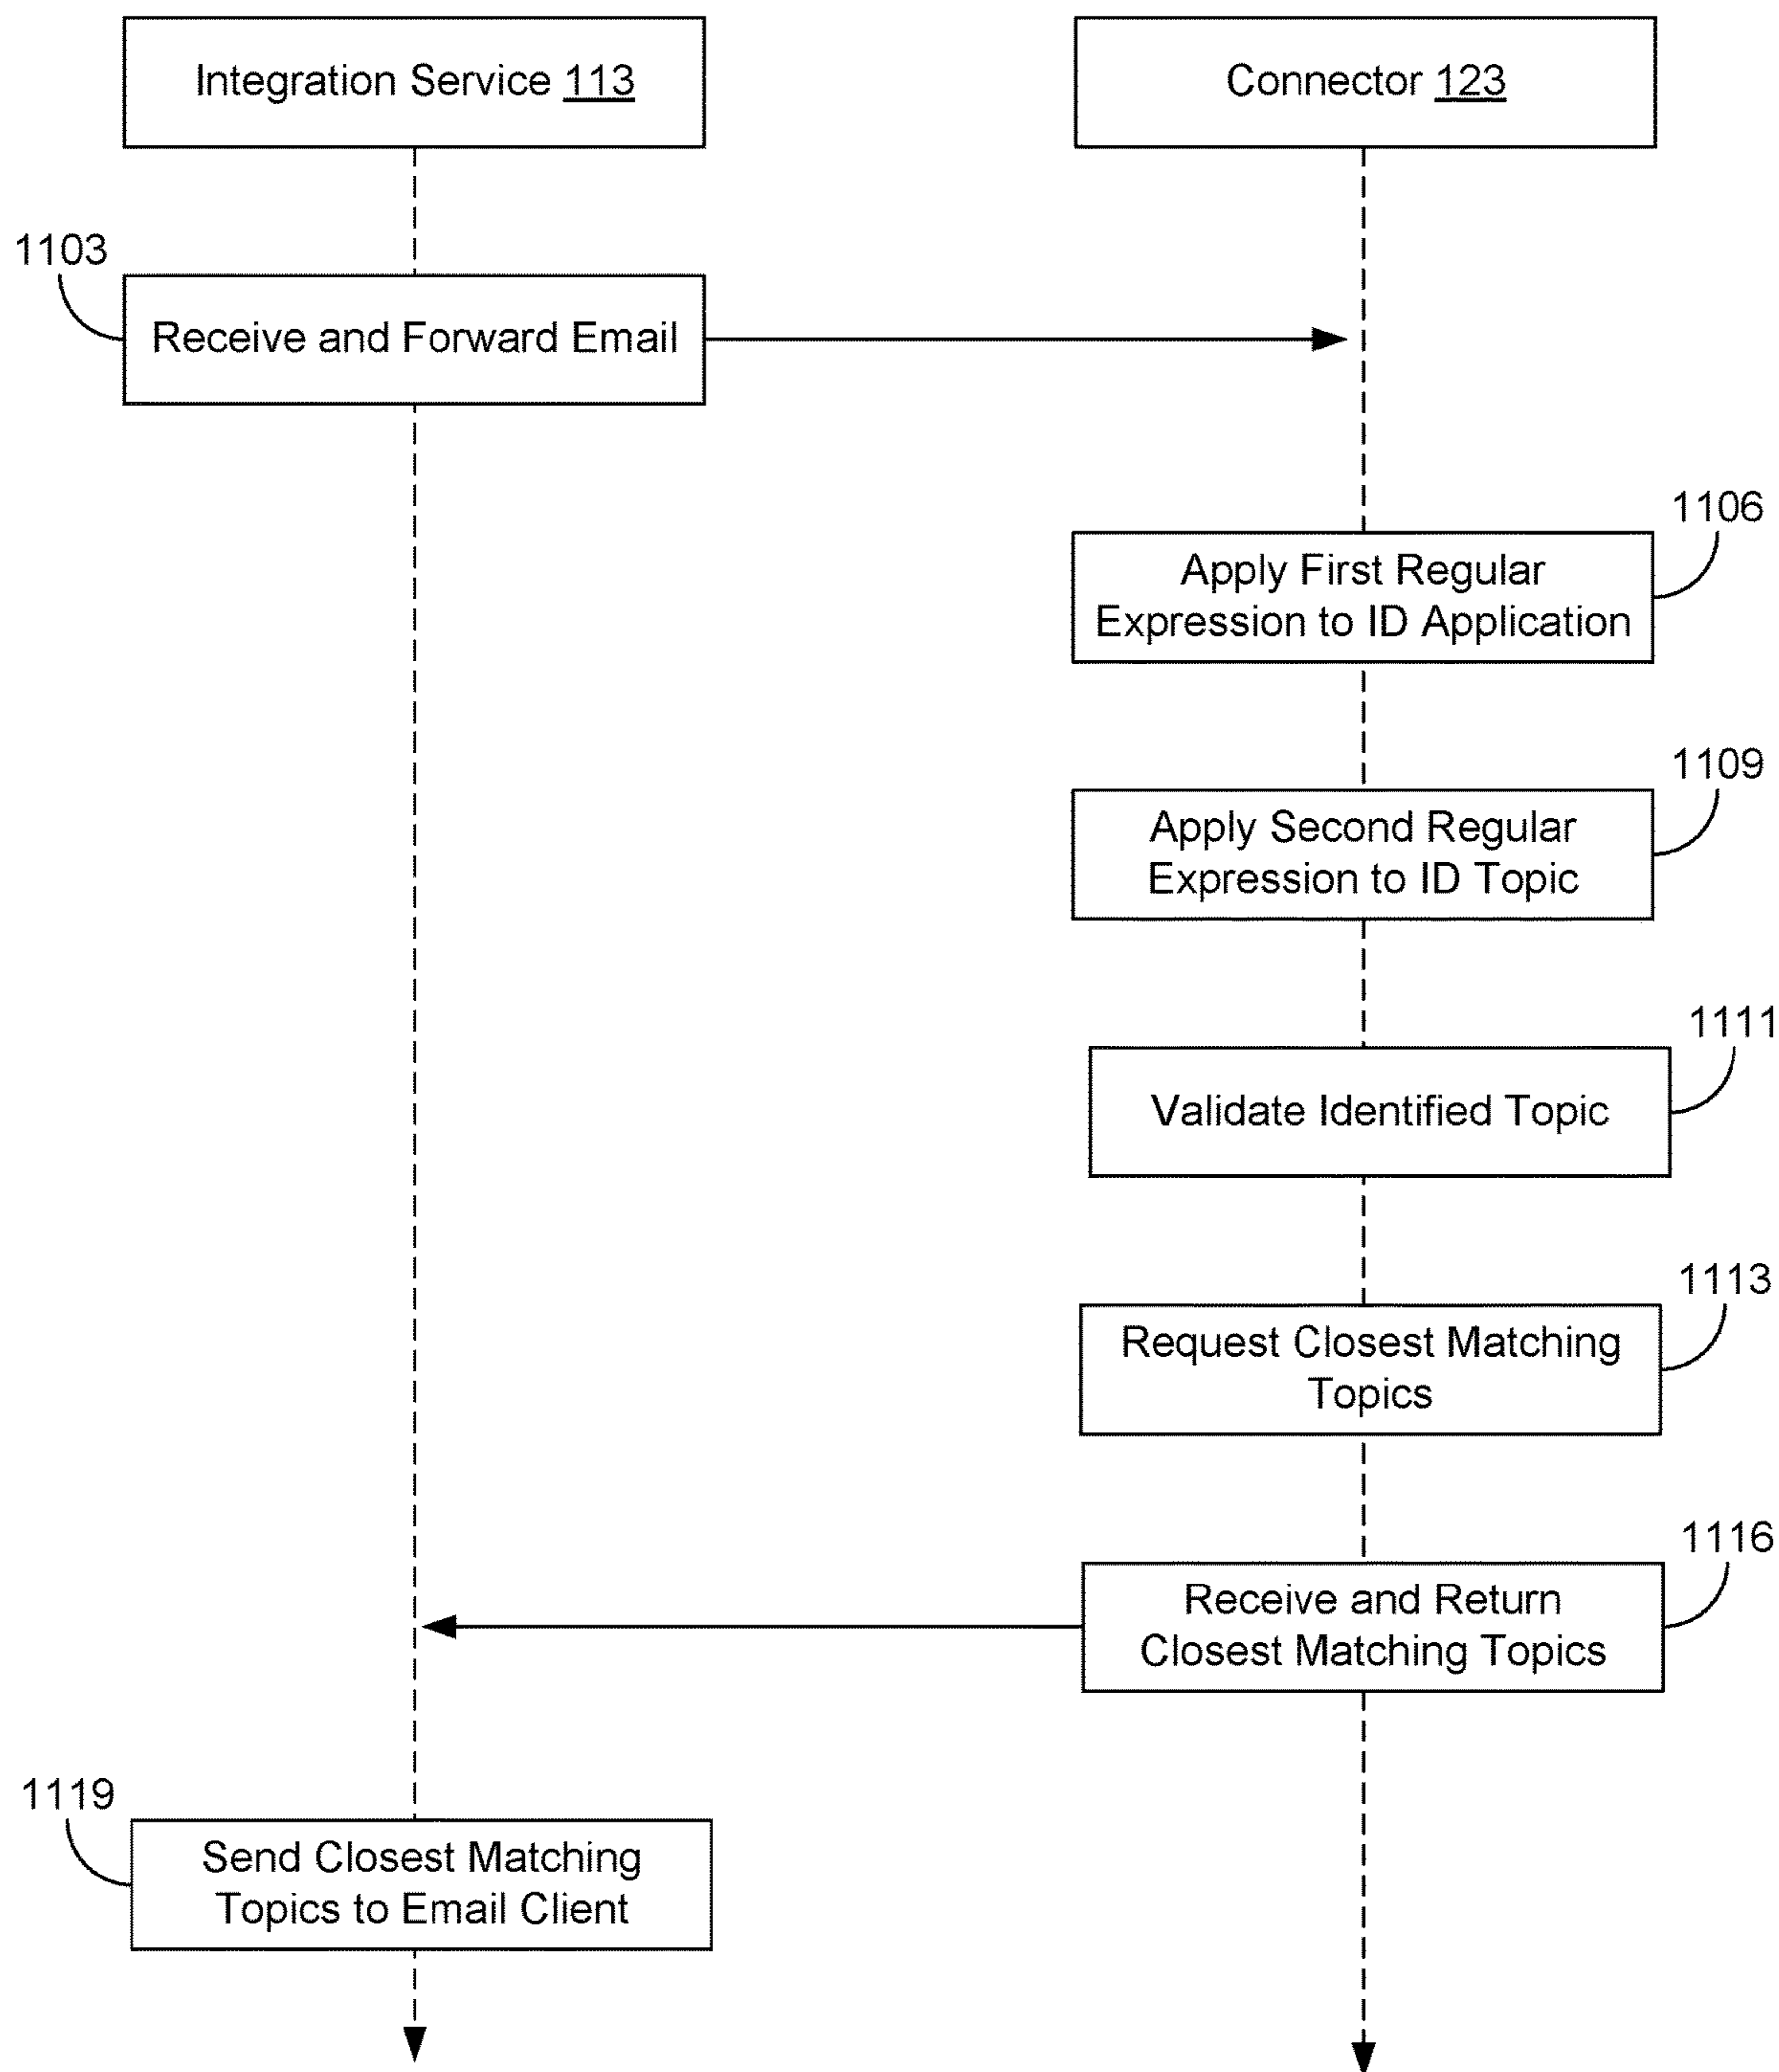 Integration Service 113
Connector 123
1103
Receive and Forward Email
1106
Apply First Regular
Expression to ID Application
1109
Apply Second Regular
Expression to ID Topic
1111
Validate Identified Topic
1113
Request Closest Matching
Topics
1116
Receive and Return
Closest Matching Topics
1119
Send Closest Matching
Topics to Email Client